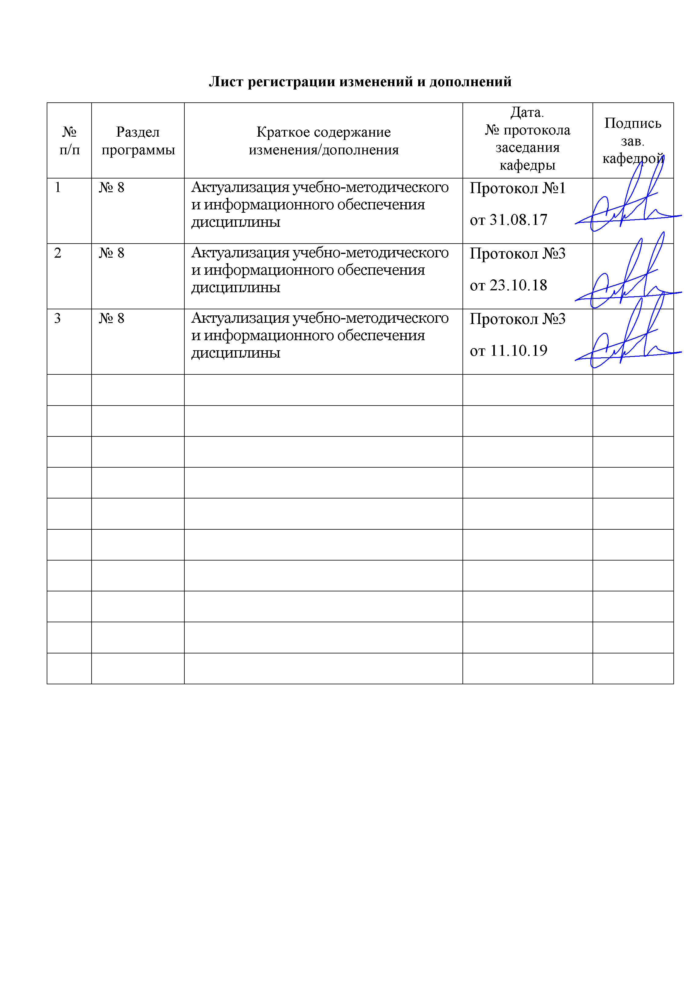 Лист регистрации изменений и дополнений
№
п/п
Раздел
программы
Краткое содержание
изменения/дополнения
Дата.
№ протокола
заседания
кафедры
Подпись
зав.
кафедрой
1
№ 8
Актуализация учебно-методического
и информационного обеспечения
дисциплины
Протокол №1
от 31.08.17
2
№ 8
Актуализация учебно-методического
и информационного обеспечения
дисциплины
Протокол №3
от 23.10.18
3
№ 8
Актуализация учебно-методического
и информационного обеспечения
дисциплины
Протокол №3
от 11.10.19